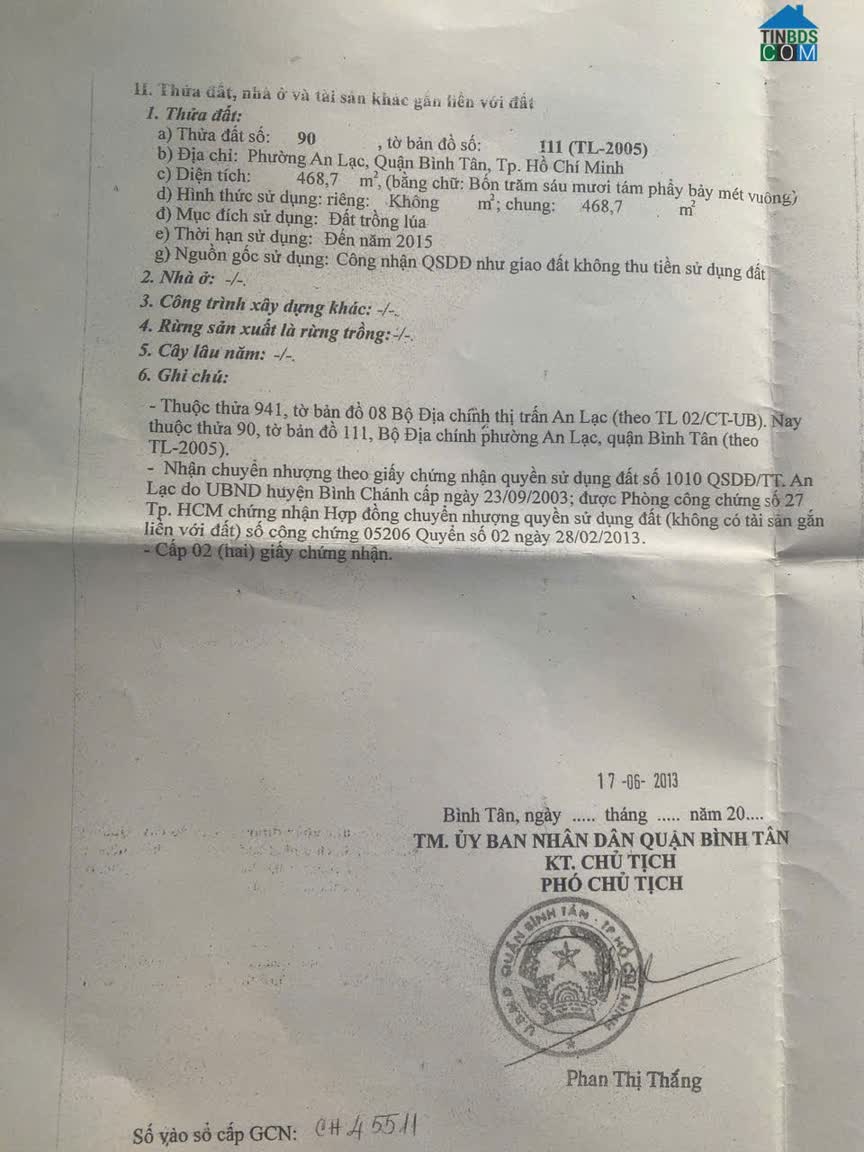 TINBDS
COM
II. Thửa đất, nhà ở và tài sản khác gắn liền với đất
1. Thửa đất:
a) Thửa đất số: 90 , tờ bản đồ số: 111 (TL-2005)
b) Địa chỉ: Phường An Lạc, Quận Bình Tân, Tp. Hồ Chí Minh
c) Diện tích: 468,7 m², (bằng chữ: Bốn trăm sáu mươi tám phẩy bảy mét vuông)
d) Hình thức sử dụng: riêng: Không m²; chung: 468,7 m²
đ) Mục đích sử dụng: Đất trồng lúa
e) Thời hạn sử dụng: Đến năm 2015
g) Nguồn gốc sử dụng: Công nhận QSDĐ như giao đất không thu tiền sử dụng đất
2. Nhà ở: -/-.
3. Công trình xây dựng khác: -/-.
4. Rừng sản xuất là rừng trồng: -/-.
5. Cây lâu năm: -/-.
6. Ghi chú:
- Thuộc thửa 941, tờ bản đồ 08 Bộ Địa chính thị trấn An Lạc (theo TL 02/CT-UB). Nay
thuộc thửa 90, tờ bản đồ 111, Bộ Địa chính phường An Lạc, quận Bình Tân (theo
TL-2005).
- Nhận chuyển nhượng theo giấy chứng nhận quyền sử dụng đất số 1010 QSDĐ/TT. An
Lạc do UBND huyện Bình Chánh cấp ngày 23/09/2003; được Phòng công chứng số 27
Tp. HCM chứng nhận Hợp đồng chuyển nhượng quyền sử dụng đất (không có tài sản gắn
liền với đất) số công chứng 05206 Quyển số 02 ngày 28/02/2013.
- Cấp 02 (hai) giấy chứng nhận.
17 -06- 2013
Bình Tân, ngày ..... tháng ..... năm 20....
TM. ỦY BAN NHÂN DÂN QUẬN BÌNH TÂN
KT. CHỦ TỊCH
PHÓ CHỦ TỊCH
U.B.N.D QUẬN BÌNH TÂN - TP HỒ CHÍ MINH
Phan Thị Thắng
Số vào sổ cấp GCN: CH 45511